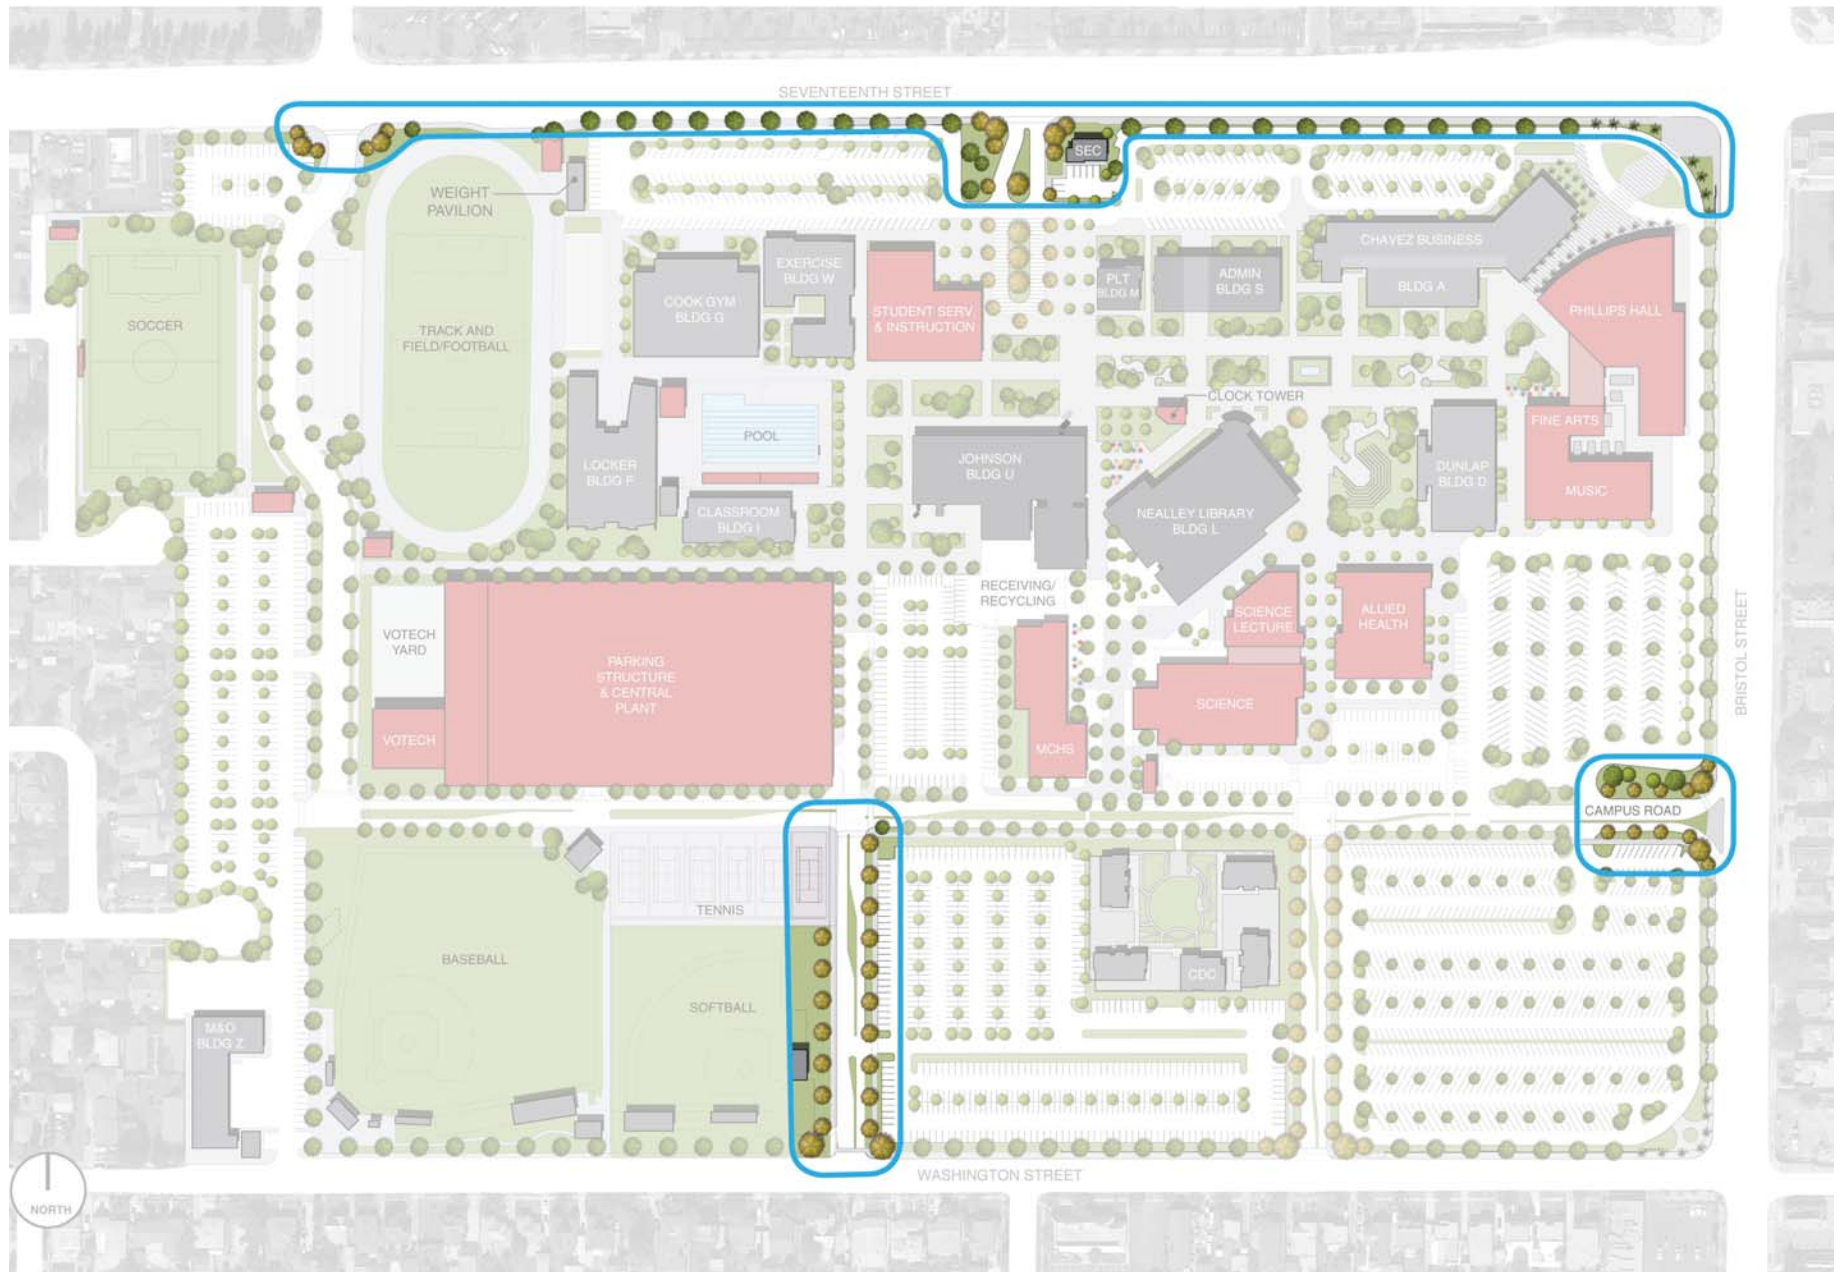 SEVENTEENTH STREET
SEC
WEIGHT
PAVILION
CHAVEZ BUSINESS
BLDG A
SOCCER
TRACK AND
FIELD/FOOTBALL
COOK GYM
BLDG G
EXERCISE
BLDG W
STUDENT SERV.
& INSTRUCTION
PLT
BLDG M
ADMIN
BLDG S
PHILLIPS HALL
CLOCK TOWER
FINE ARTS
MUSIC
POOL
LOCKER
BLDG F
CLASSROOM
BLDG I
JOHNSON
BLDG U
NEALLEY LIBRARY
BLDG L
DUNLAP
BLDG D
RECEIVING/
RECYCLING
SCIENCE
LECTURE
ALLIED
HEALTH
BRISTOL STREET
VOTECH
YARD
PARKING
STRUCTURE
& CENTRAL
PLANT
VOTECH
MCHS
SCIENCE
CAMPUS ROAD
TENNIS
BASEBALL
SOFTBALL
CDC
M&O
BLDG Z
WASHINGTON STREET
NORTH